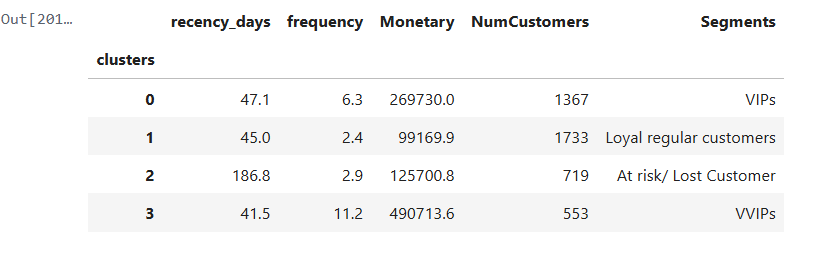 Out[201…
recency_days frequency Monetary NumCustomers Segments
clusters
0 47.1 6.3 269730.0 1367 VIPs
1 45.0 2.4 99169.9 1733 Loyal regular customers
2 186.8 2.9 125700.8 719 At risk/ Lost Customer
3 41.5 11.2 490713.6 553 VVIPs